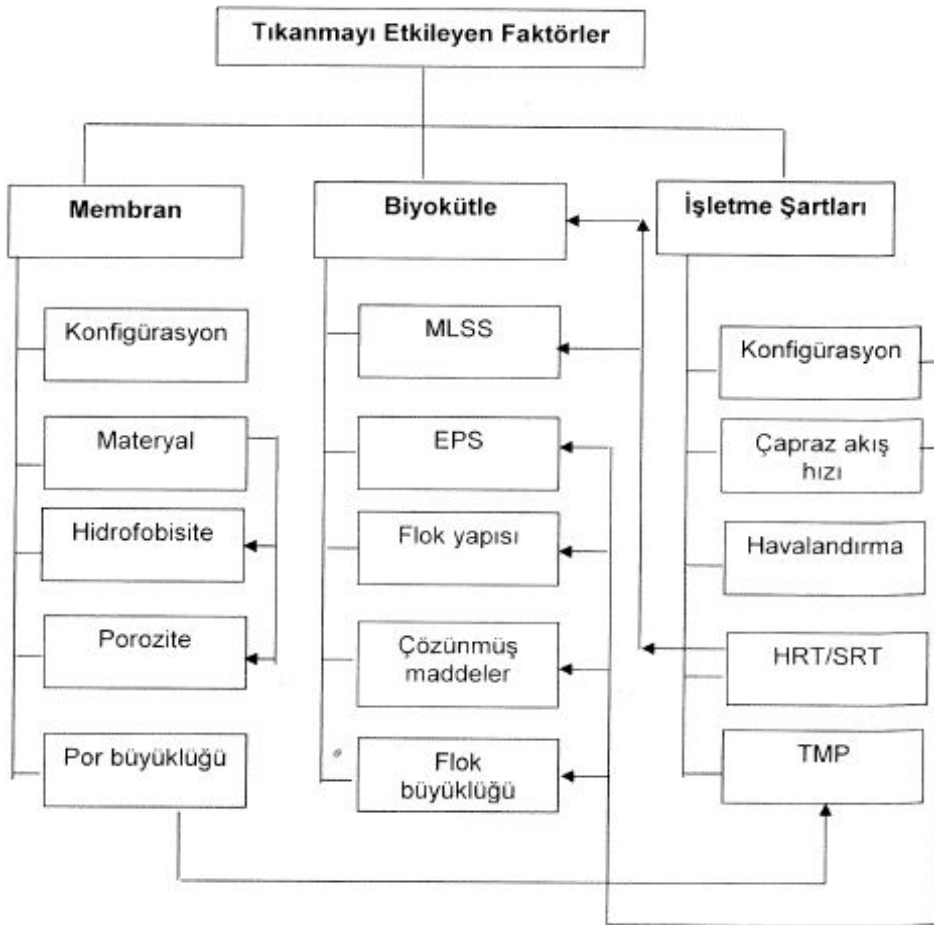 Tıkanmayı Etkileyen Faktörler
Membran
Konfigürasyon
Materyal
Hidrofobisite
Porozite
Por büyüklüğü
Biyokütle
MLSS
EPS
Flok yapısı
Çözünmüş
maddeler
Flok
büyüklüğü
İşletme Şartları
Konfigürasyon
Çapraz akış
hızı
Havalandırma
HRT/SRT
TMP